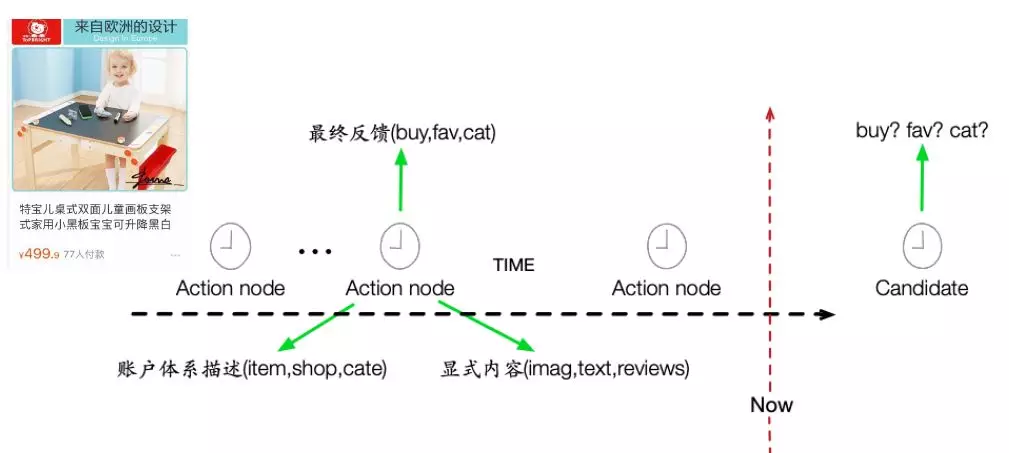 TOPBRIGHT
来自欧洲的设计
Design in Europe
特宝儿桌式双面儿童画板支架
式家用小黑板宝宝可升降黑白
¥499.9 77人付款
最终反馈(buy,fav,cat)
buy? fav? cat?
TIME
Action node
Action node
Action node
Candidate
账户体系描述(item,shop,cate)
显式内容(imag,text,reviews)
Now